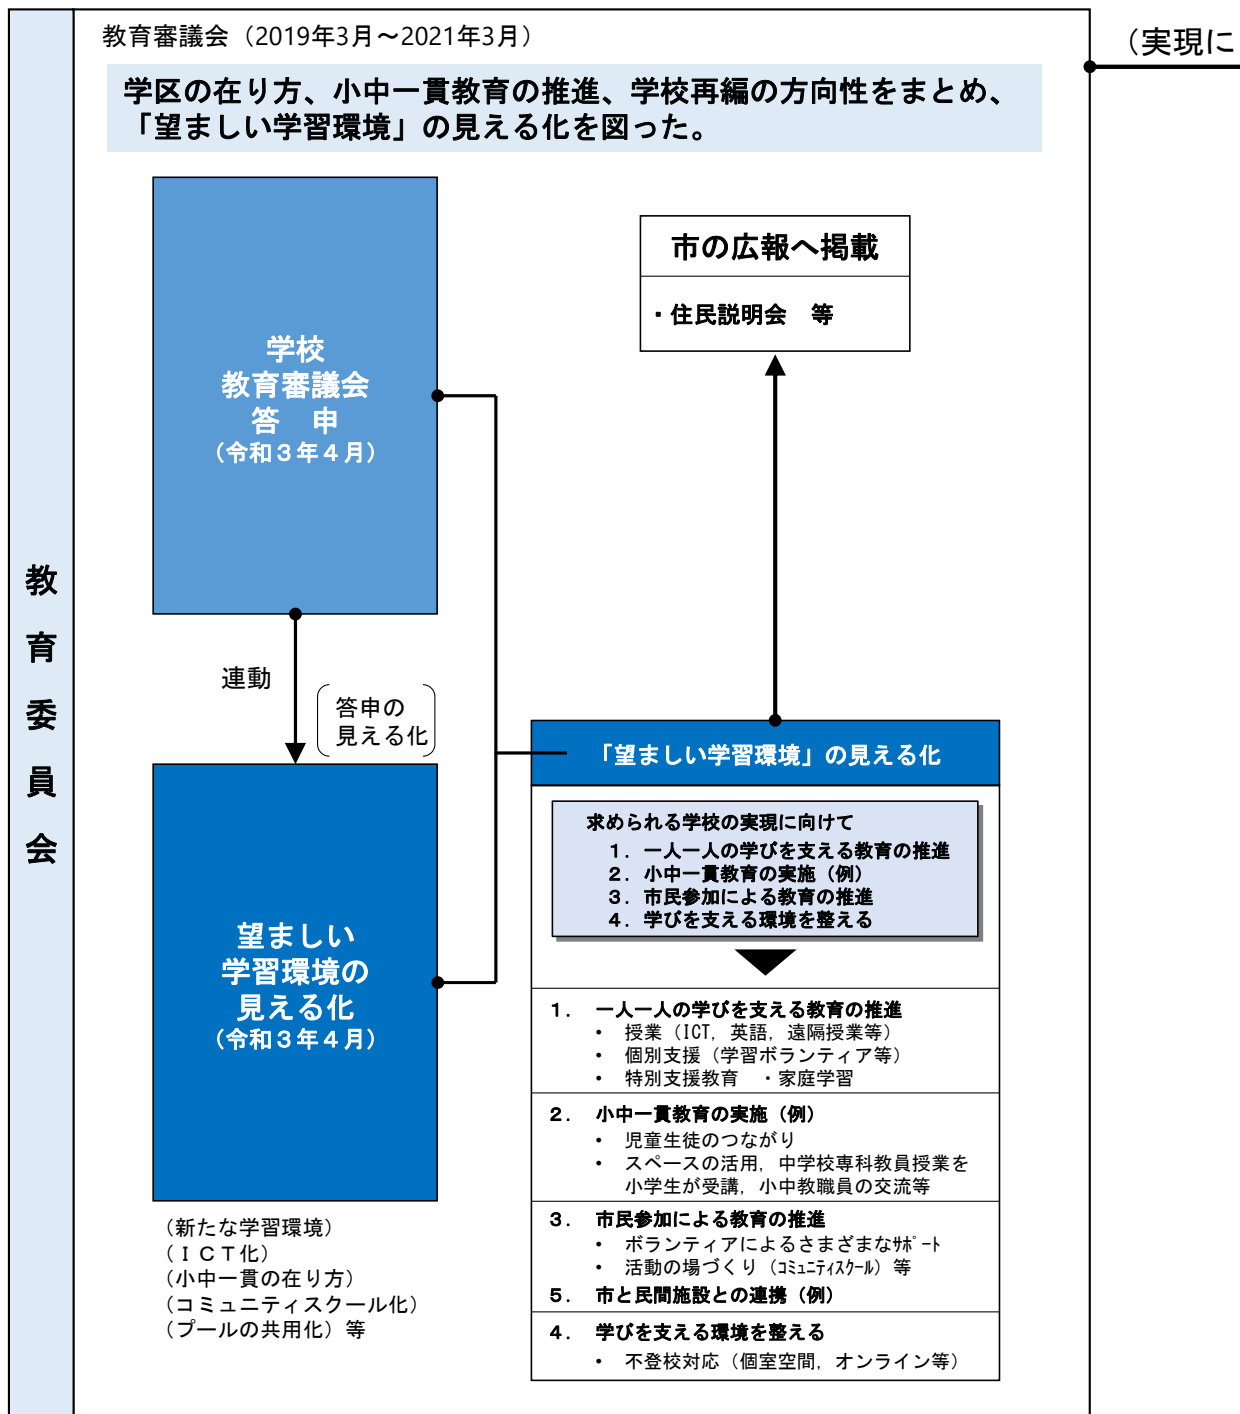 教育審議会（2019年3月～2021年3月）
（実現に
学区の在り方、小中一貫教育の推進、学校再編の方向性をまとめ、
「望ましい学習環境」の見える化を図った。
教育委員会
学校
教育審議会
答　申
（令和３年４月）
市の広報へ掲載
・住民説明会　等
連動
答申の
見える化
望ましい
学習環境の
見える化
（令和３年４月）
（新たな学習環境）
（ＩＣＴ化）
（小中一貫の在り方）
（コミュニティスクール化）
（プールの共用化）等
「望ましい学習環境」の見える化
求められる学校の実現に向けて
１．一人一人の学びを支える教育の推進
２．小中一貫教育の実施（例）
３．市民参加による教育の推進
４．学びを支える環境を整える
１．　一人一人の学びを支える教育の推進
・　授業（ICT，英語，遠隔授業等）
・　個別支援（学習ボランティア等）
・　特別支援教育　・家庭学習
２．　小中一貫教育の実施（例）
・　児童生徒のつながり
・　スペースの活用，中学校専科教員授業を
小学生が受講，小中教職員の交流等
３．　市民参加による教育の推進
・　ボランティアによるさまざまなｻﾎﾟｰﾄ
・　活動の場づくり（ｺﾐｭﾆﾃｨｽｸｰﾙ）等
５．　市と民間施設との連携（例）
４．　学びを支える環境を整える
・　不登校対応（個室空間，オンライン等）